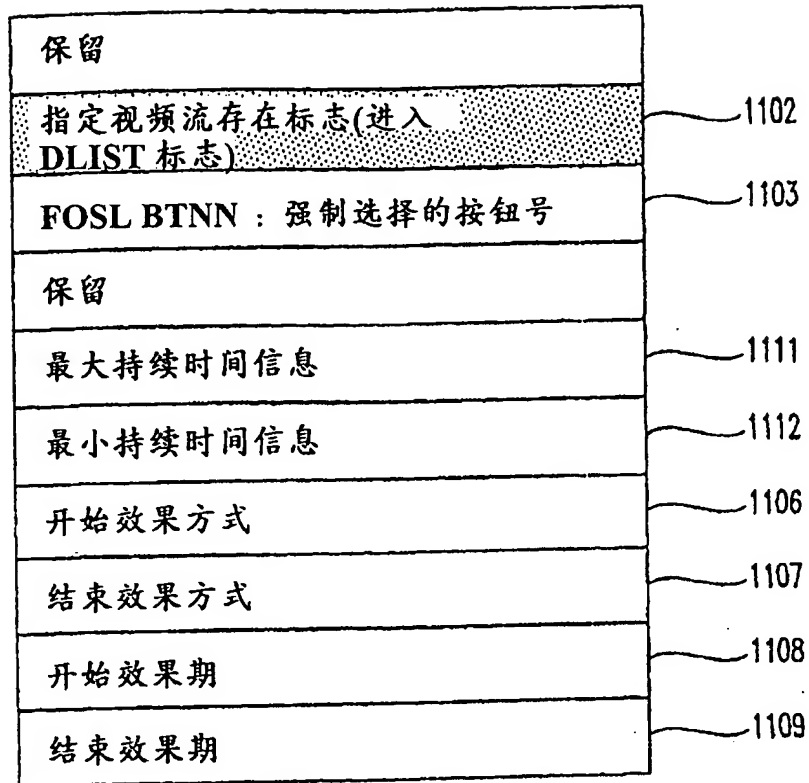 保留
指定视频流存在标志(进入 1102
DLIST 标志)
FOSL BTNN : 强制选择的按钮号 1103
保留
最大持续时间信息 1111
最小持续时间信息 1112
开始效果方式 1106
结束效果方式 1107
开始效果期 1108
结束效果期 1109